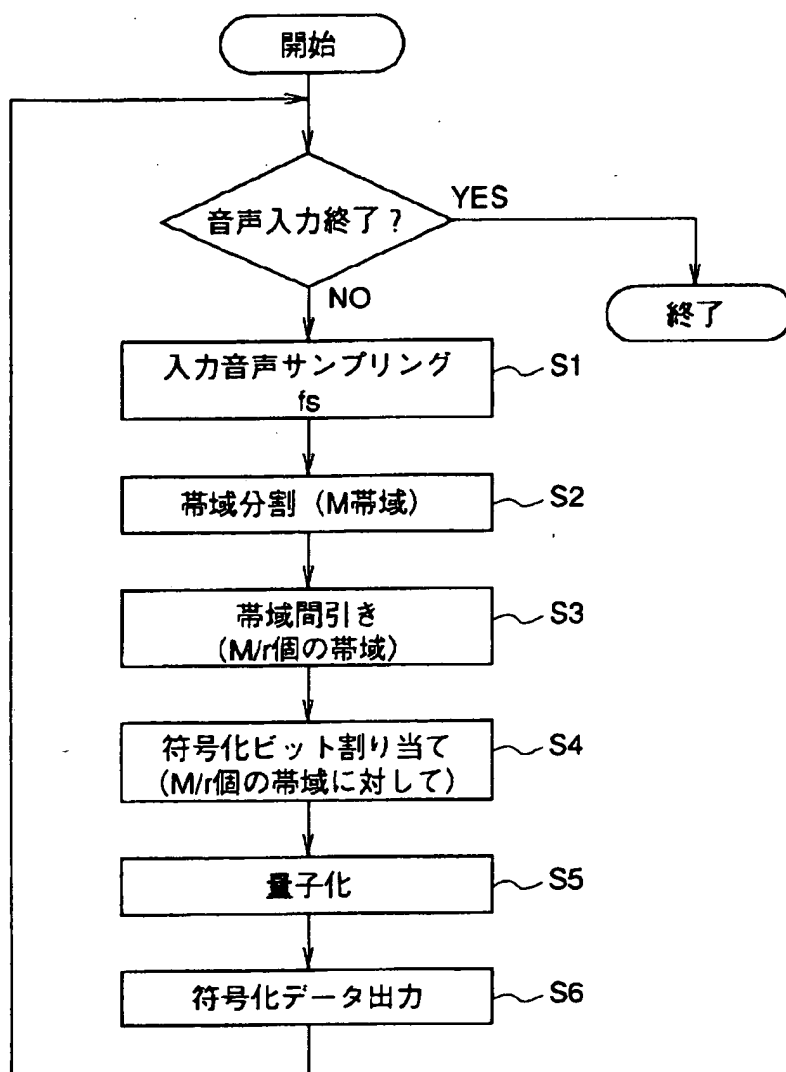 開始
音声入力終了?
YES
NO
終了
入力音声サンプリング
fs
S1
帯域分割 (M帯域)
S2
帯域間引き
(M/r個の帯域)
S3
符号化ビット割り当て
(M/r個の帯域に対して)
S4
量子化
S5
符号化データ出力
S6